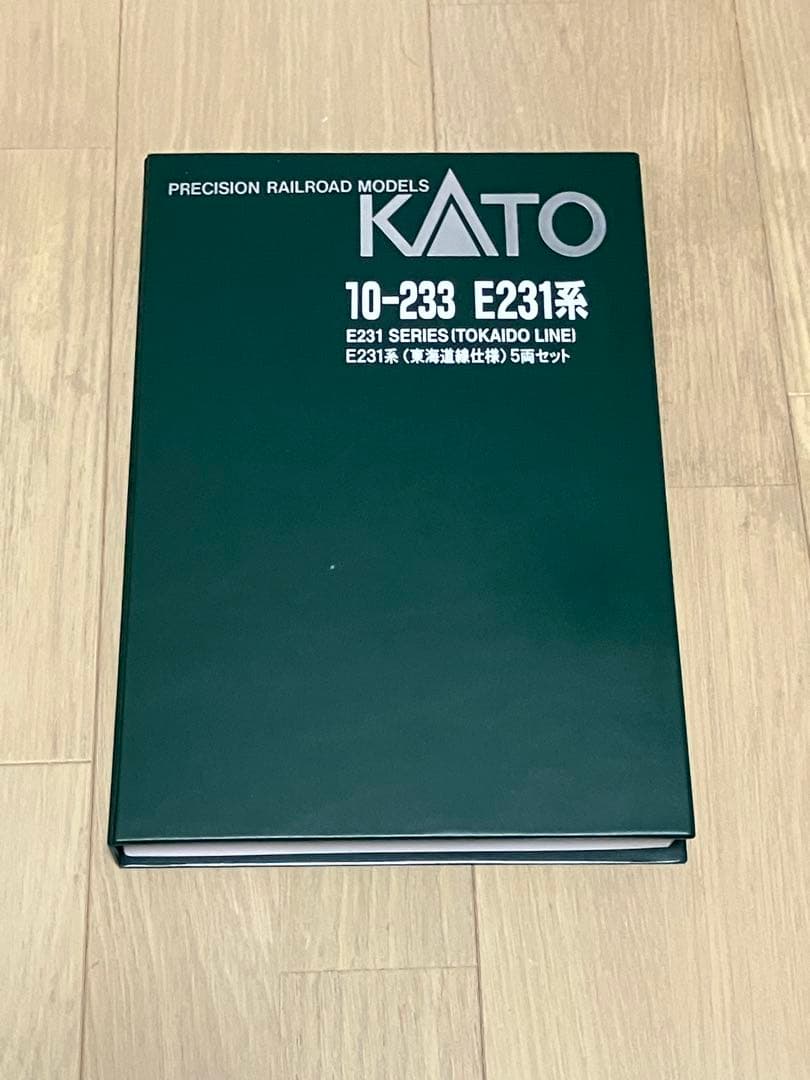 PRECISION RAILROAD MODELS
KATO
10-233 E231系
E231 SERIES(TOKAIDO LINE)
E231系(東海道線仕様)5両セット